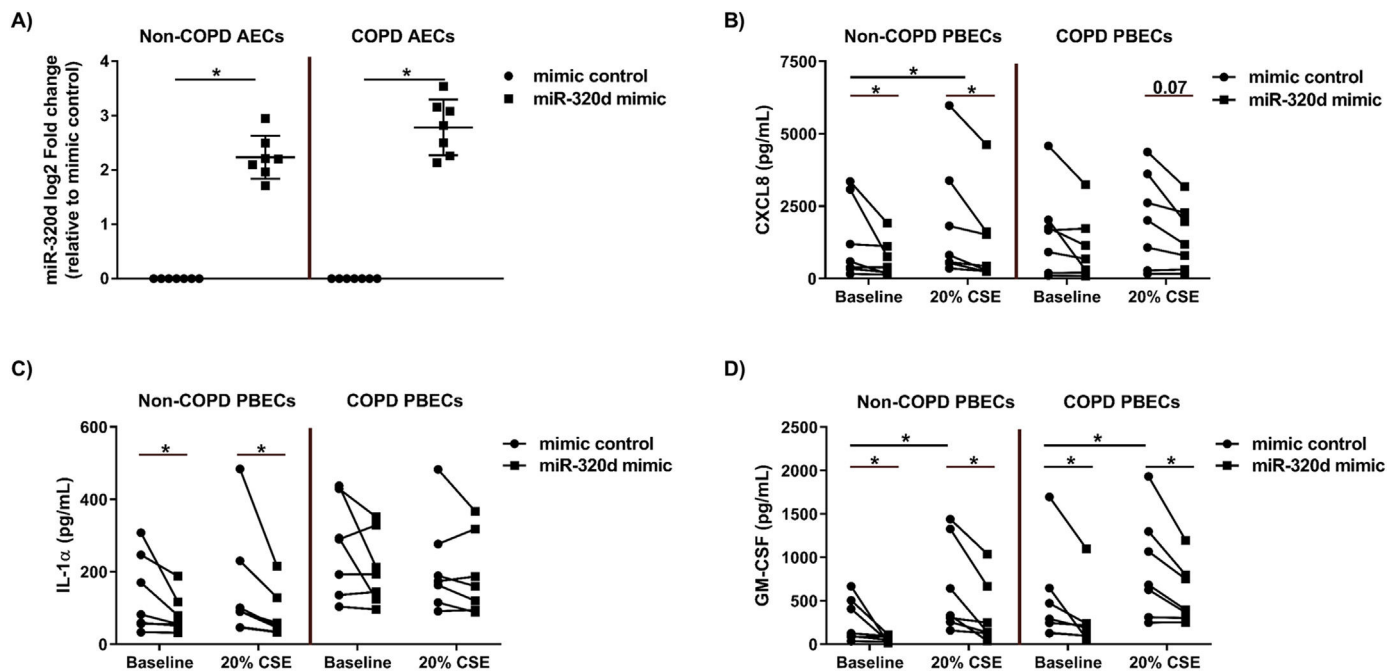 A)
Non-COPD AECs
COPD AECs
miR-320d log2 Fold change
(relative to mimic control)
4
3
2
1
0
*
*
mimic control
miR-320d mimic
B)
Non-COPD PBECs
COPD PBECs
CXCL8 (pg/mL)
7500
5000
2500
0
*
*
*
0.07
mimic control
miR-320d mimic
Baseline
20% CSE
Baseline
20% CSE
C)
Non-COPD PBECs
COPD PBECs
IL-1α (pg/mL)
600
400
200
0
*
*
mimic control
miR-320d mimic
Baseline
20% CSE
Baseline
20% CSE
D)
Non-COPD PBECs
COPD PBECs
GM-CSF (pg/mL)
2500
2000
1500
1000
500
0
*
*
*
*
*
*
mimic control
miR-320d mimic
Baseline
20% CSE
Baseline
20% CSE